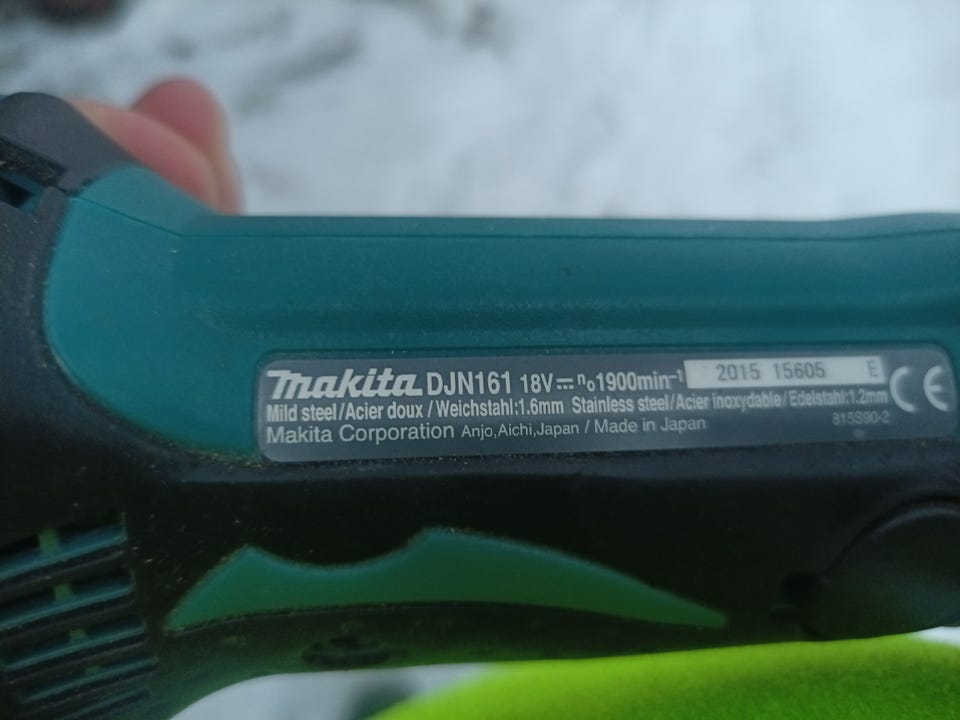 makita DJN161 18V⎓ n₀1900min⁻¹ 2015 15605 E CE
Mild steel/Acier doux/Weichstahl:1.6mm Stainless steel/Acier inoxydable/Edelstahl:1.2mm
Makita Corporation Anjo,Aichi,Japan / Made in Japan 815S90-2